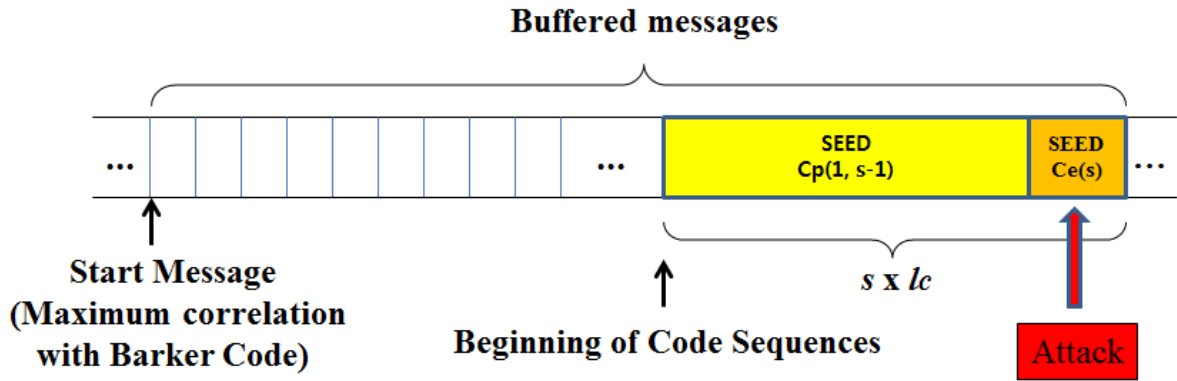 Buffered messages
...
...
SEED
Cp(1, s-1)
SEED
Ce(s)
...
Start Message
(Maximum correlation
with Barker Code)
s x lc
Beginning of Code Sequences
Attack